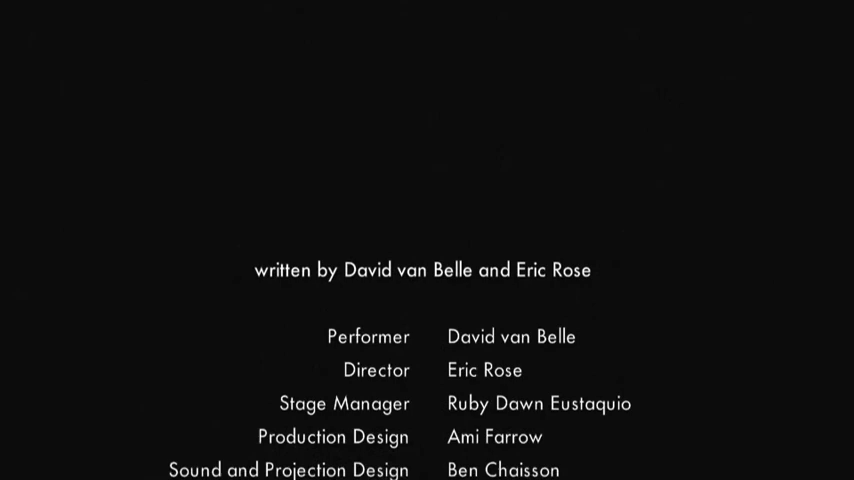 written by David van Belle and Eric Rose
Performer David van Belle
Director Eric Rose
Stage Manager Ruby Dawn Eustaquio
Production Design Ami Farrow
Sound and Projection Design Ben Chaisson